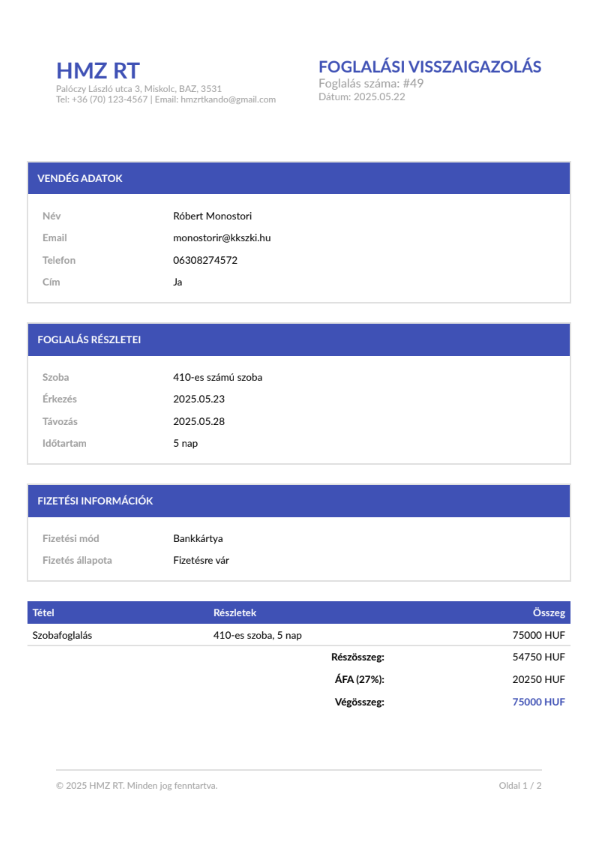 HMZ RT
Palóczy László utca 3, Miskolc, BAZ, 3531
Tel: +36 (70) 123-4567 | Email: hmzrtkando@gmail.com
FOGLALÁSI VISSZAIGAZOLÁS
Foglalás száma: #49
Dátum: 2025.05.22
VENDÉG ADATOK
Név Róbert Monostori
Email monostorir@kkszki.hu
Telefon 06308274572
Cím Ja
FOGLALÁS RÉSZLETEI
Szoba 410-es számú szoba
Érkezés 2025.05.23
Távozás 2025.05.28
Időtartam 5 nap
FIZETÉSI INFORMÁCIÓK
Fizetési mód Bankkártya
Fizetés állapota Fizetésre vár
Tétel Részletek Összeg
Szobafoglalás 410-es szoba, 5 nap 75000 HUF
Részösszeg: 54750 HUF
ÁFA (27%): 20250 HUF
Végösszeg: 75000 HUF
© 2025 HMZ RT. Minden jog fenntartva. Oldal 1 / 2